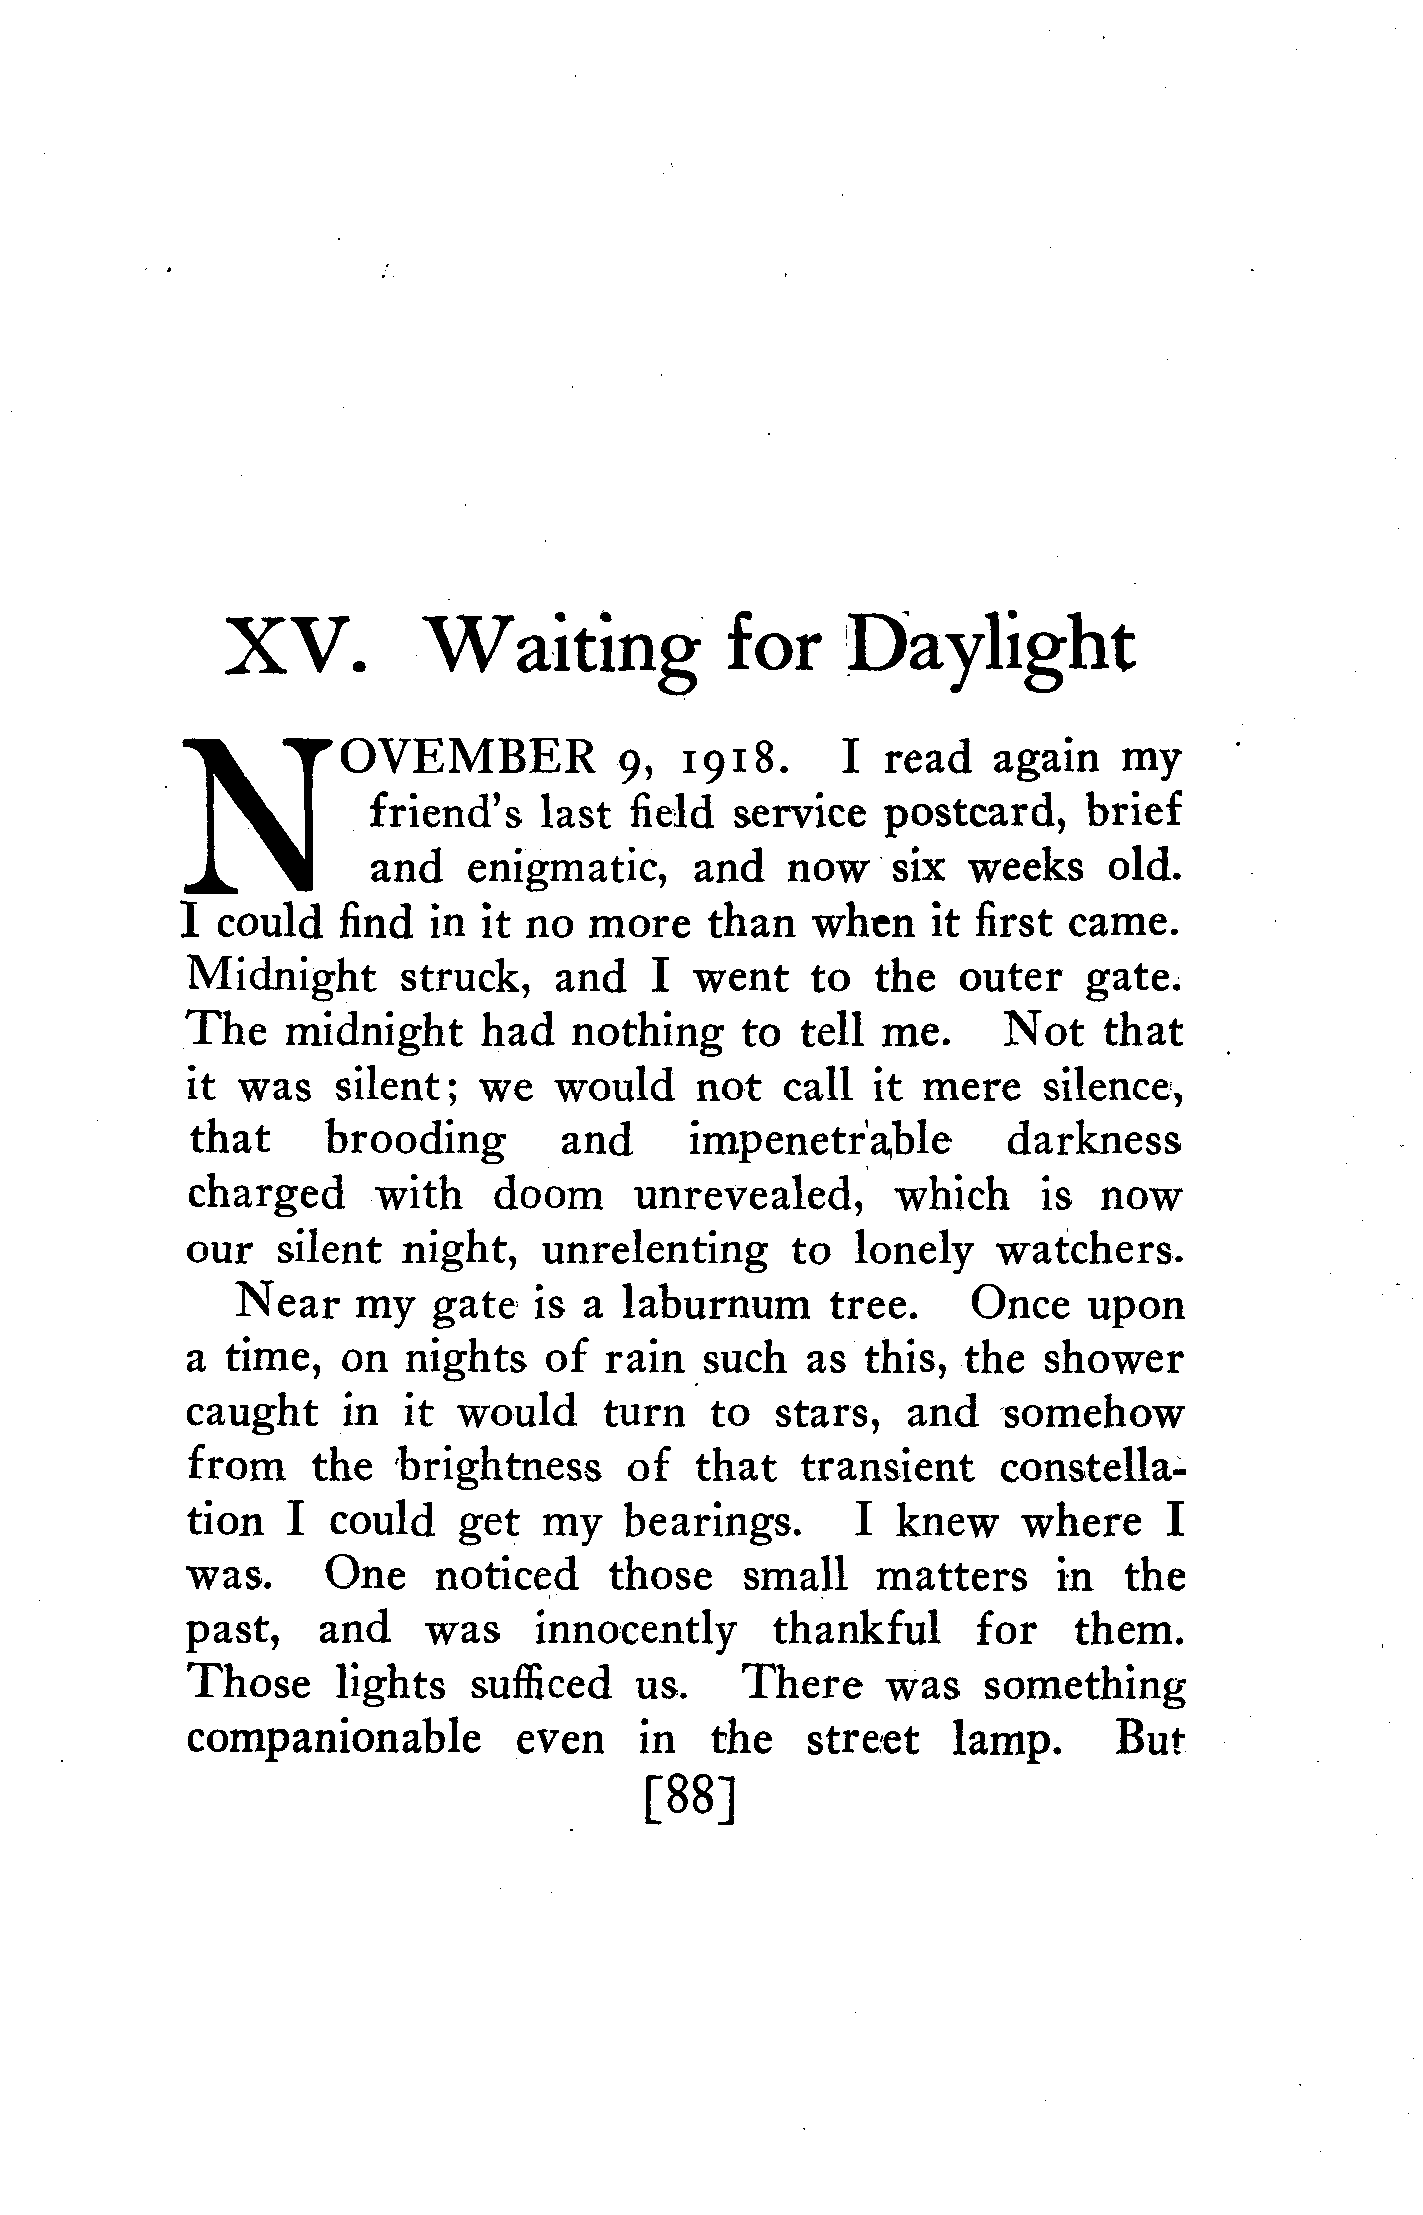 XV. Waiting for Daylight
NOVEMBER 9, 1918. I read again my
friend's last field service postcard, brief
and enigmatic, and now six weeks old.
I could find in it no more than when it first came.
Midnight struck, and I went to the outer gate.
The midnight had nothing to tell me. Not that
it was silent; we would not call it mere silence,
that brooding and impenetrable darkness
charged with doom unrevealed, which is now
our silent night, unrelenting to lonely watchers.
Near my gate is a laburnum tree. Once upon
a time, on nights of rain such as this, the shower
caught in it would turn to stars, and somehow
from the brightness of that transient constella-
tion I could get my bearings. I knew where I
was. One noticed those small matters in the
past, and was innocently thankful for them.
Those lights sufficed us. There was something
companionable even in the street lamp. But
[88]